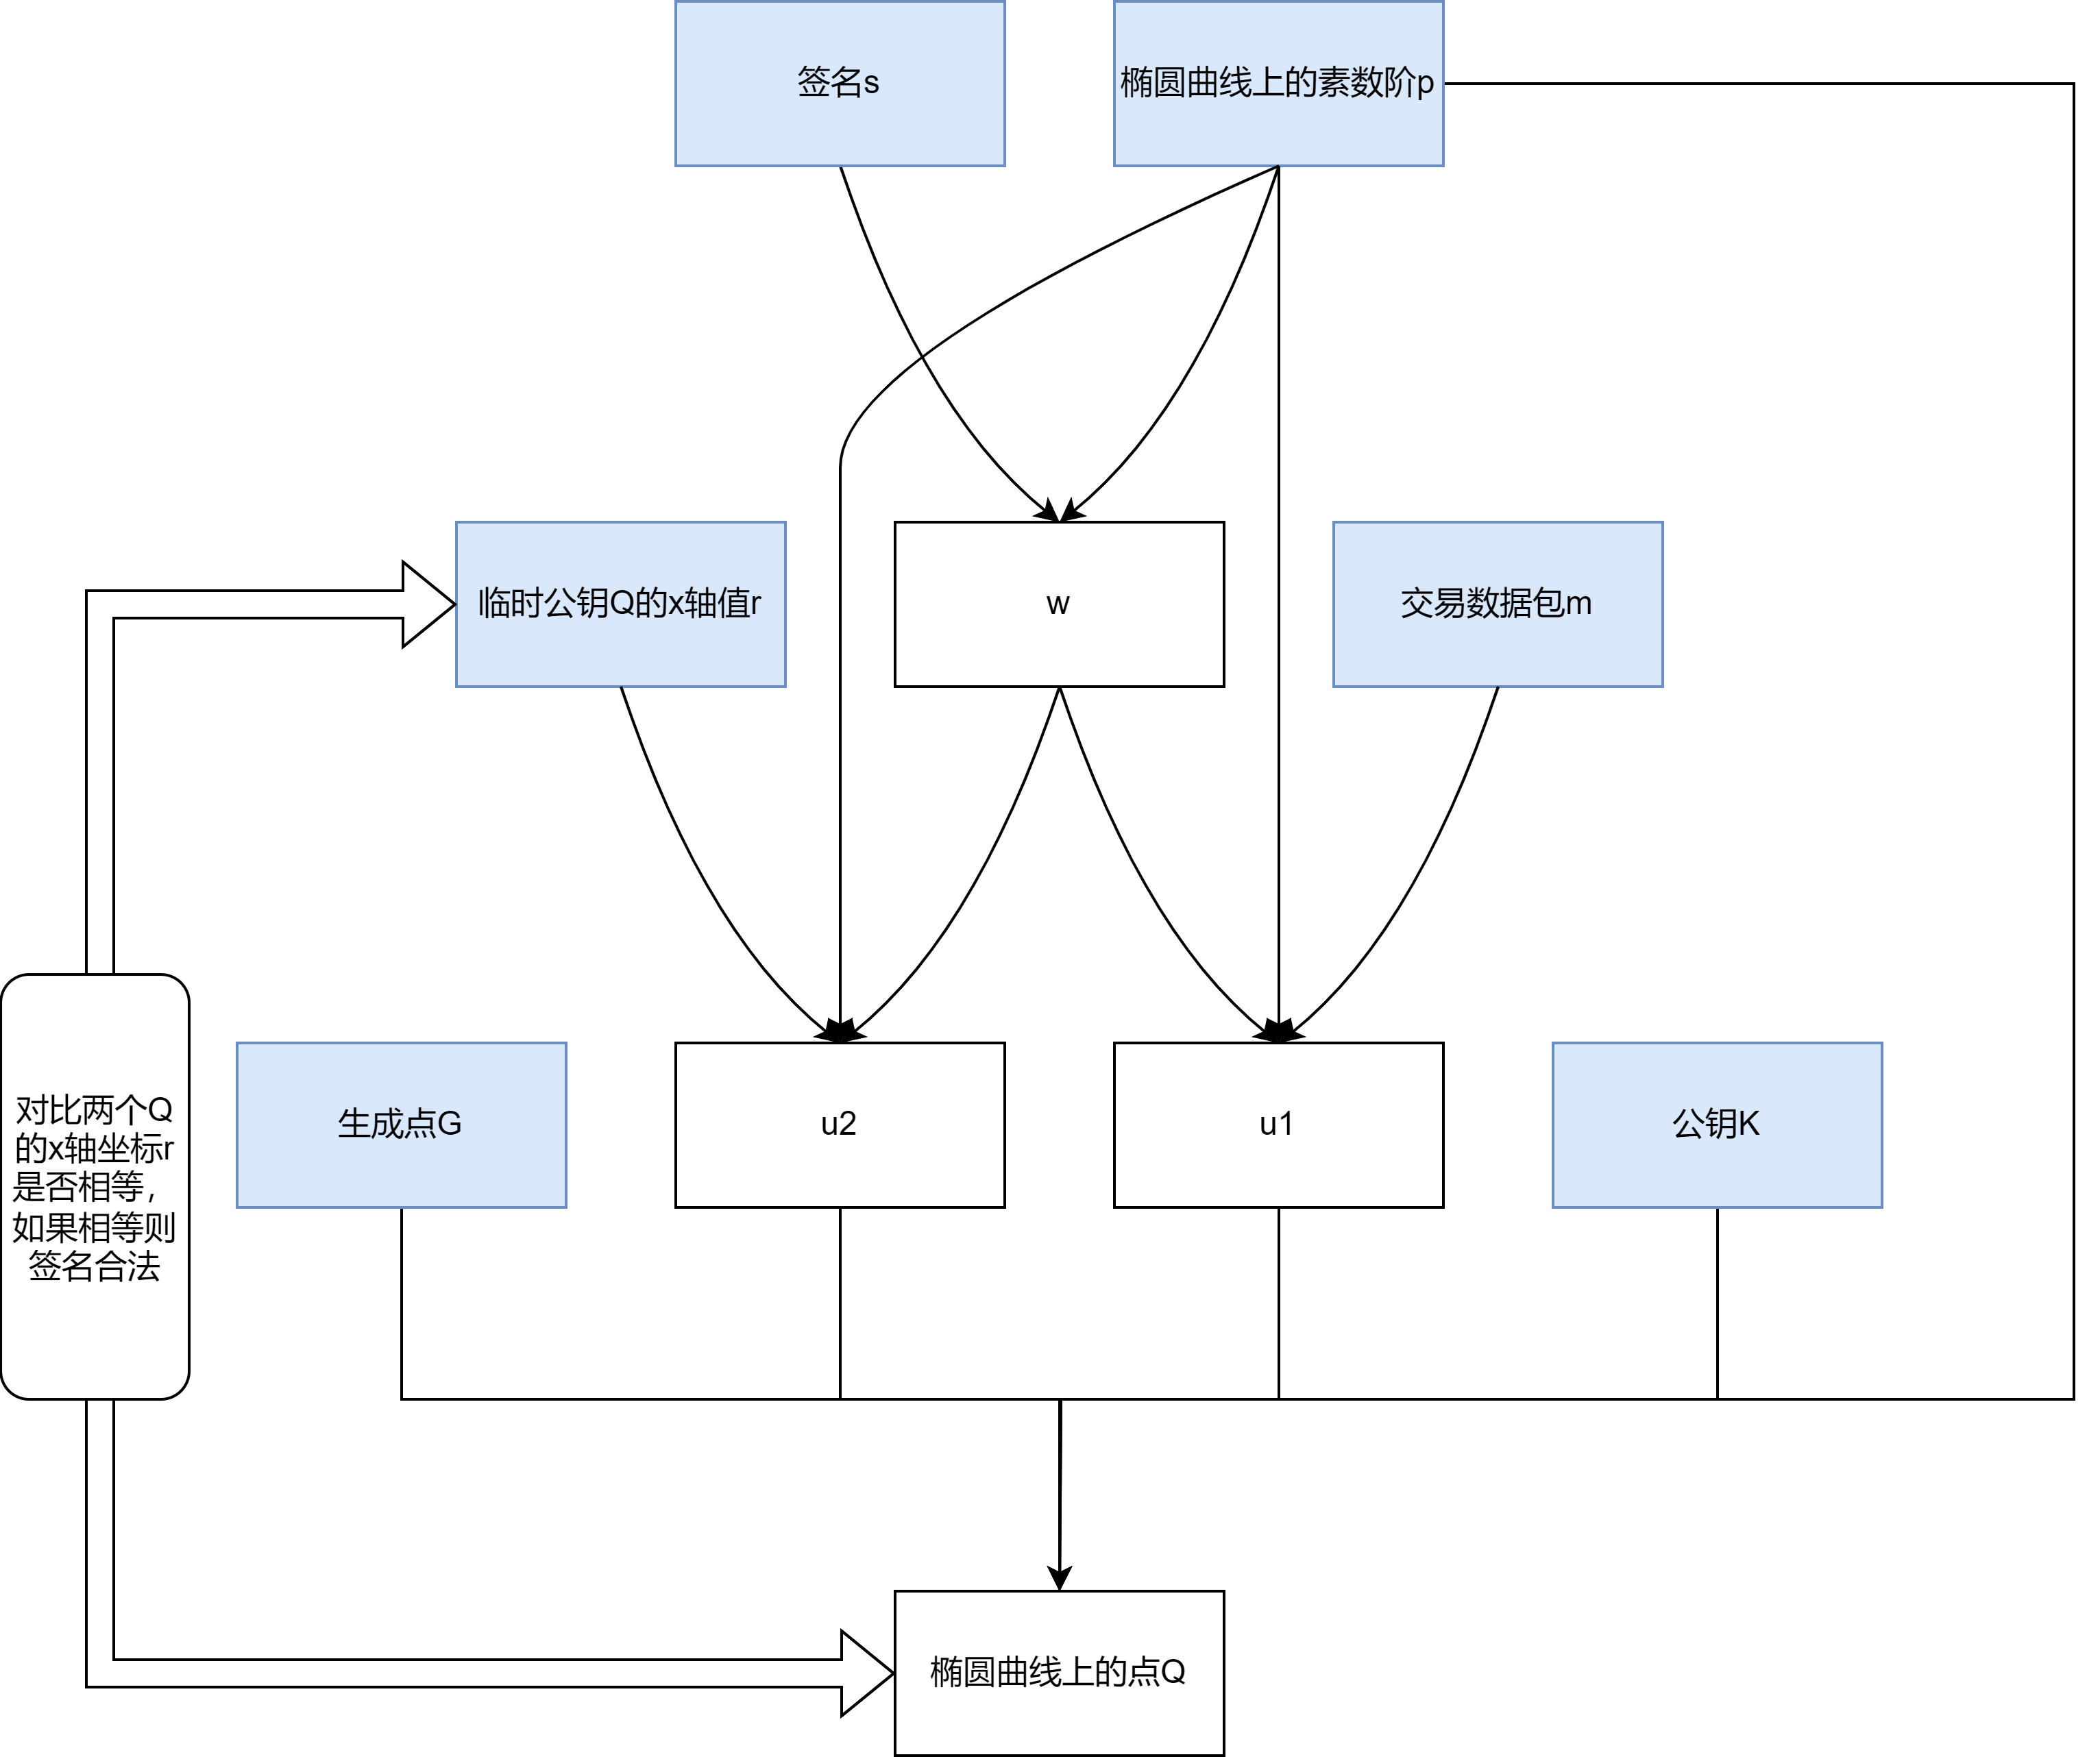 签名s
椭圆曲线上的素数阶p
临时公钥Q的x轴值r
w
交易数据包m
对比两个Q
的x轴坐标r
是否相等，
如果相等则
签名合法
生成点G
u2
u1
公钥K
椭圆曲线上的点Q